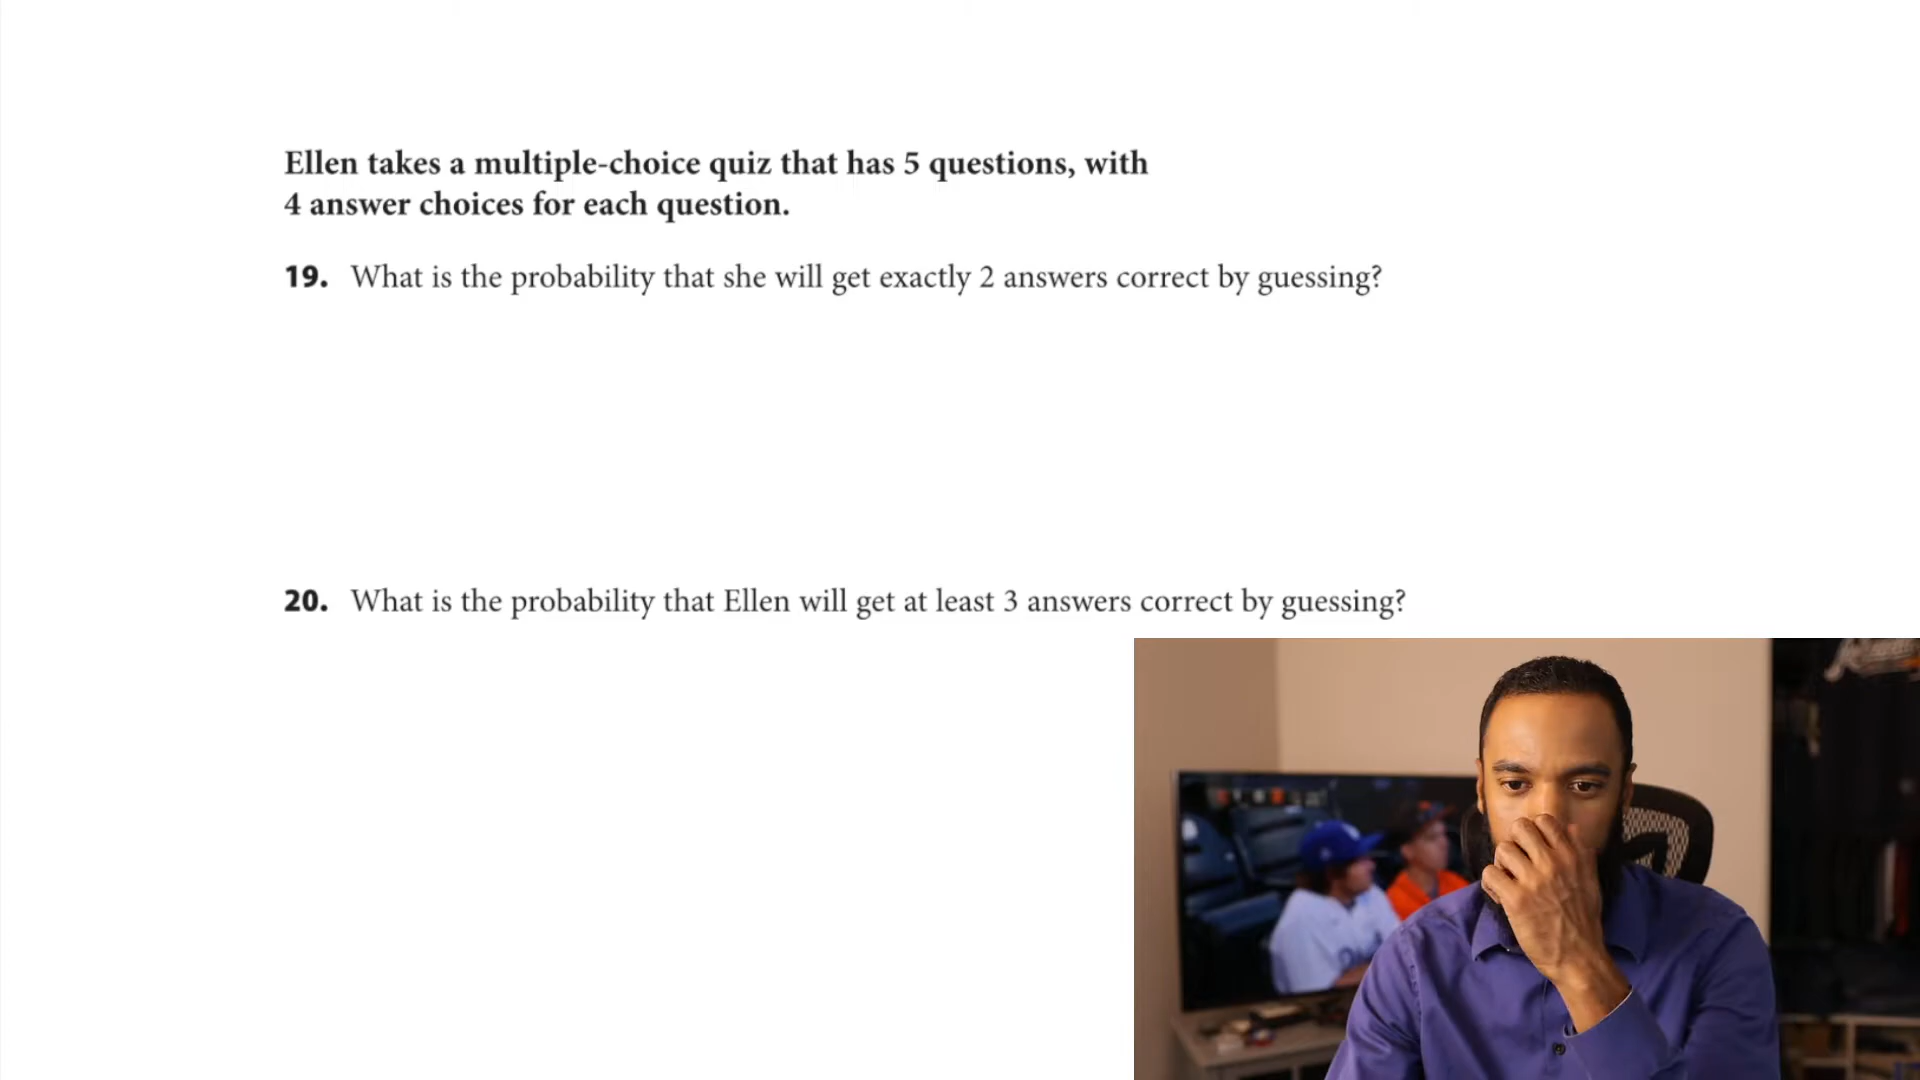 Ellen takes a multiple-choice quiz that has 5 questions, with
4 answer choices for each question.
19. What is the probability that she will get exactly 2 answers correct by guessing?
20. What is the probability that Ellen will get at least 3 answers correct by guessing?